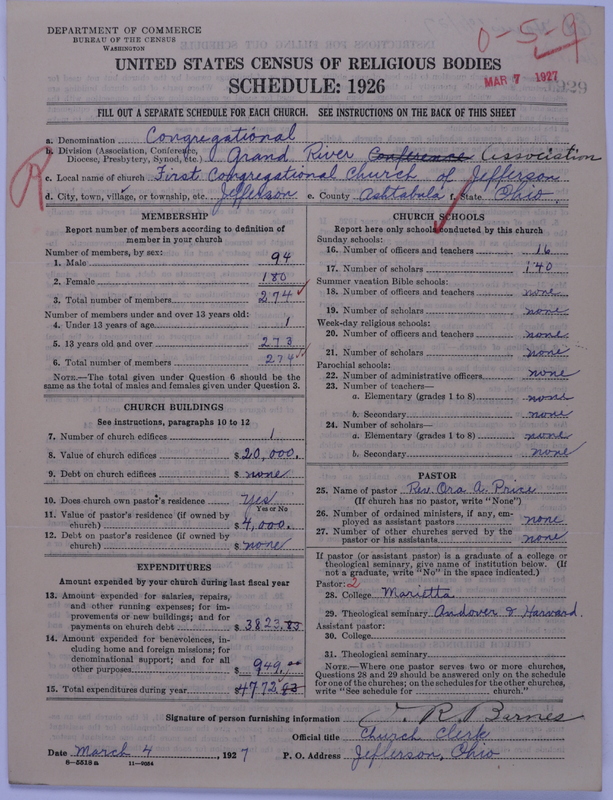 DEPARTMENT OF COMMERCE
BUREAU OF THE CENSUS
WASHINGTON
0-5-9
UNITED STATES CENSUS OF RELIGIOUS BODIES
SCHEDULE: 1926
MAR 7 1927
FILL OUT A SEPARATE SCHEDULE FOR EACH CHURCH. SEE INSTRUCTIONS ON THE BACK OF THIS SHEET
a. Denomination Congregational
b. Division (Association, Conference, Diocese, Presbytery, Synod, etc.) Grand River Conference Association
c. Local name of church First Congregational Church of Jefferson
d. City, town, village, or township, etc. Jefferson e. County Ashtabula f. State Ohio
R
MEMBERSHIP
Report number of members according to definition of
member in your church
Number of members, by sex:
1. Male 94
2. Female 180
3. Total number of members 274
Number of members under and over 13 years old:
4. Under 13 years of age 1
5. 13 years old and over 273
6. Total number of members 274
NOTE.—The total given under Question 6 should be the
same as the total of males and females given under Question 3.
CHURCH BUILDINGS
See instructions, paragraphs 10 to 12
7. Number of church edifices 1
8. Value of church edifices $20,000.
9. Debt on church edifices $ none
10. Does church own pastor's residence yes
Yes or No
11. Value of pastor's residence (if owned by
church) $ 4,000.
12. Debt on pastor's residence (if owned by
church) $ none
EXPENDITURES
Amount expended by your church during last fiscal year
13. Amount expended for salaries, repairs,
and other running expenses; for im-
provements or new buildings; and for
payments on church debt $ 3823.83
14. Amount expended for benevolences, in-
cluding home and foreign missions; for
denominational support; and for all
other purposes $ 949.00
15. Total expenditures during year $4772.83
CHURCH SCHOOLS
Report here only schools conducted by this church
Sunday schools:
16. Number of officers and teachers 16
17. Number of scholars 140
Summer vacation Bible schools:
18. Number of officers and teachers none
19. Number of scholars none
Week-day religious schools:
20. Number of officers and teachers none
21. Number of scholars none
Parochial schools:
22. Number of administrative officers none
23. Number of teachers—
a. Elementary (grades 1 to 8) none
b. Secondary none
24. Number of scholars—
a. Elementary (grades 1 to 8) none
b. Secondary none
PASTOR
25. Name of pastor Rev. Ora A. Price
(If church has no pastor, write "None")
26. Number of ordained ministers, if any, em-
ployed as assistant pastors none
27. Number of other churches served by the
pastor or his assistants none
If pastor (or assistant pastor) is a graduate of a college or
theological seminary, give name of institution below. (If
not a graduate, write "No" in the space indicated.)
Pastor: 2
28. College Marietta
29. Theological seminary Andover & Harvard.
Assistant pastor:
30. College
31. Theological seminary
NOTE.—Where one pastor serves two or more churches,
Questions 28 and 29 should be answered only on the schedule
for one of the churches; on the schedules for the other churches,
write "See schedule for church."
Signature of person furnishing information R. Barnes
Official title Church Clerk
Date March 4, 1927 P. O. Address Jefferson, Ohio
8-5518a 11-9064